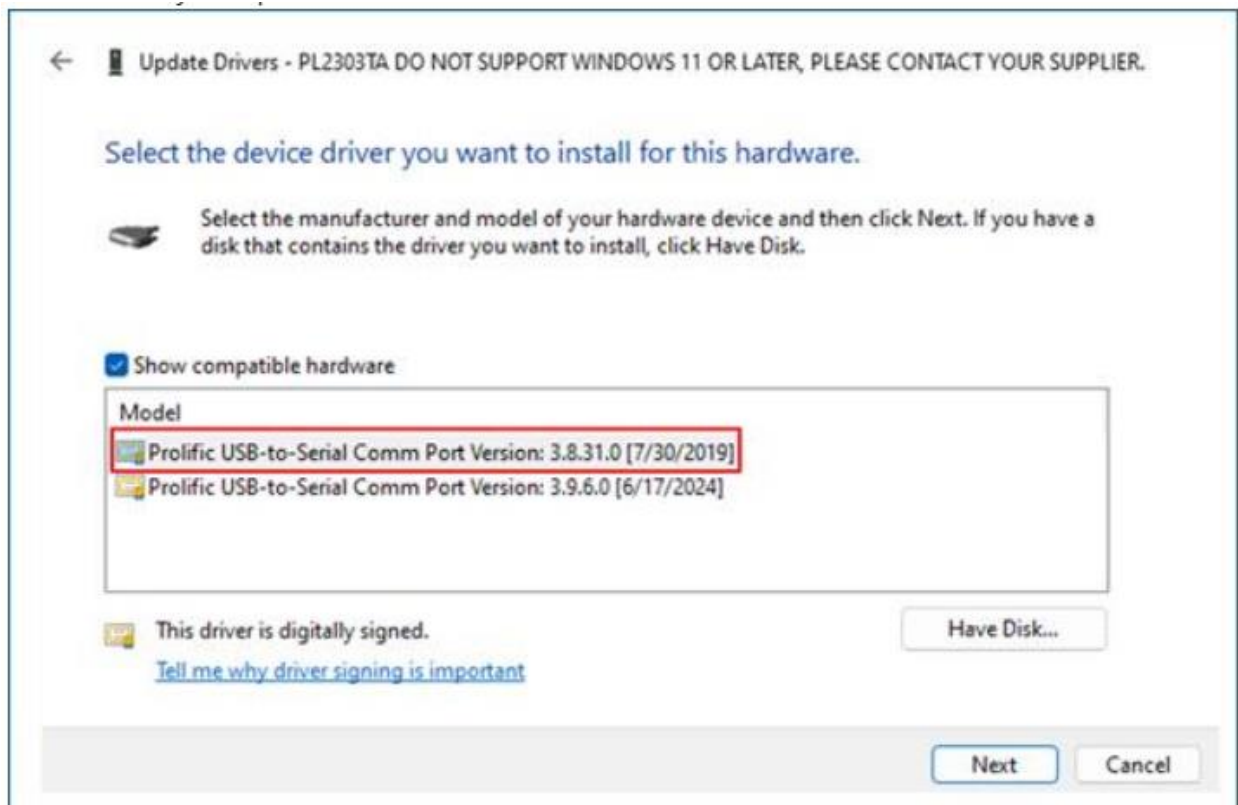 Update Drivers - PL2303TA DO NOT SUPPORT WINDOWS 11 OR LATER, PLEASE CONTACT YOUR SUPPLIER.
Select the device driver you want to install for this hardware.
Select the manufacturer and model of your hardware device and then click Next. If you have a
disk that contains the driver you want to install, click Have Disk.
Show compatible hardware
Model
Prolific USB-to-Serial Comm Port Version: 3.8.31.0 [7/30/2019]
Prolific USB-to-Serial Comm Port Version: 3.9.6.0 [6/17/2024]
This driver is digitally signed.
Have Disk...
Tell me why driver signing is important
Next
Cancel